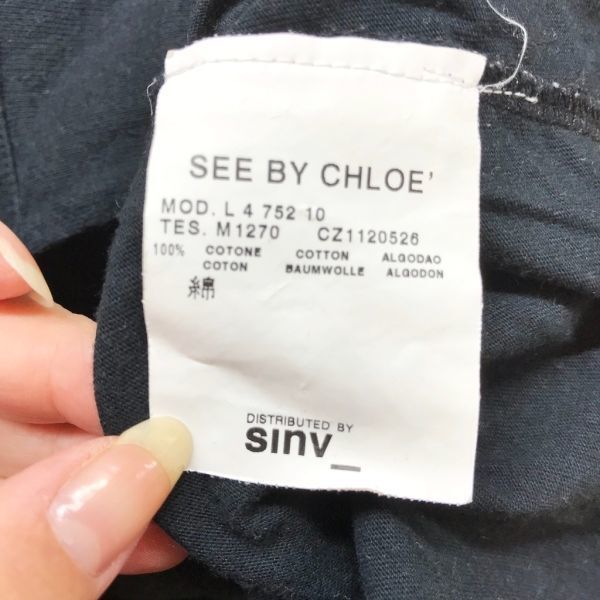 SEE BY CHLOE'
MOD. L 4 752 10
TES. M1270 CZ1120526
100% COTONE COTTON ALGODAO
COTON BAUMWOLLE ALGODON
綿
DISTRIBUTED BY
sinv_